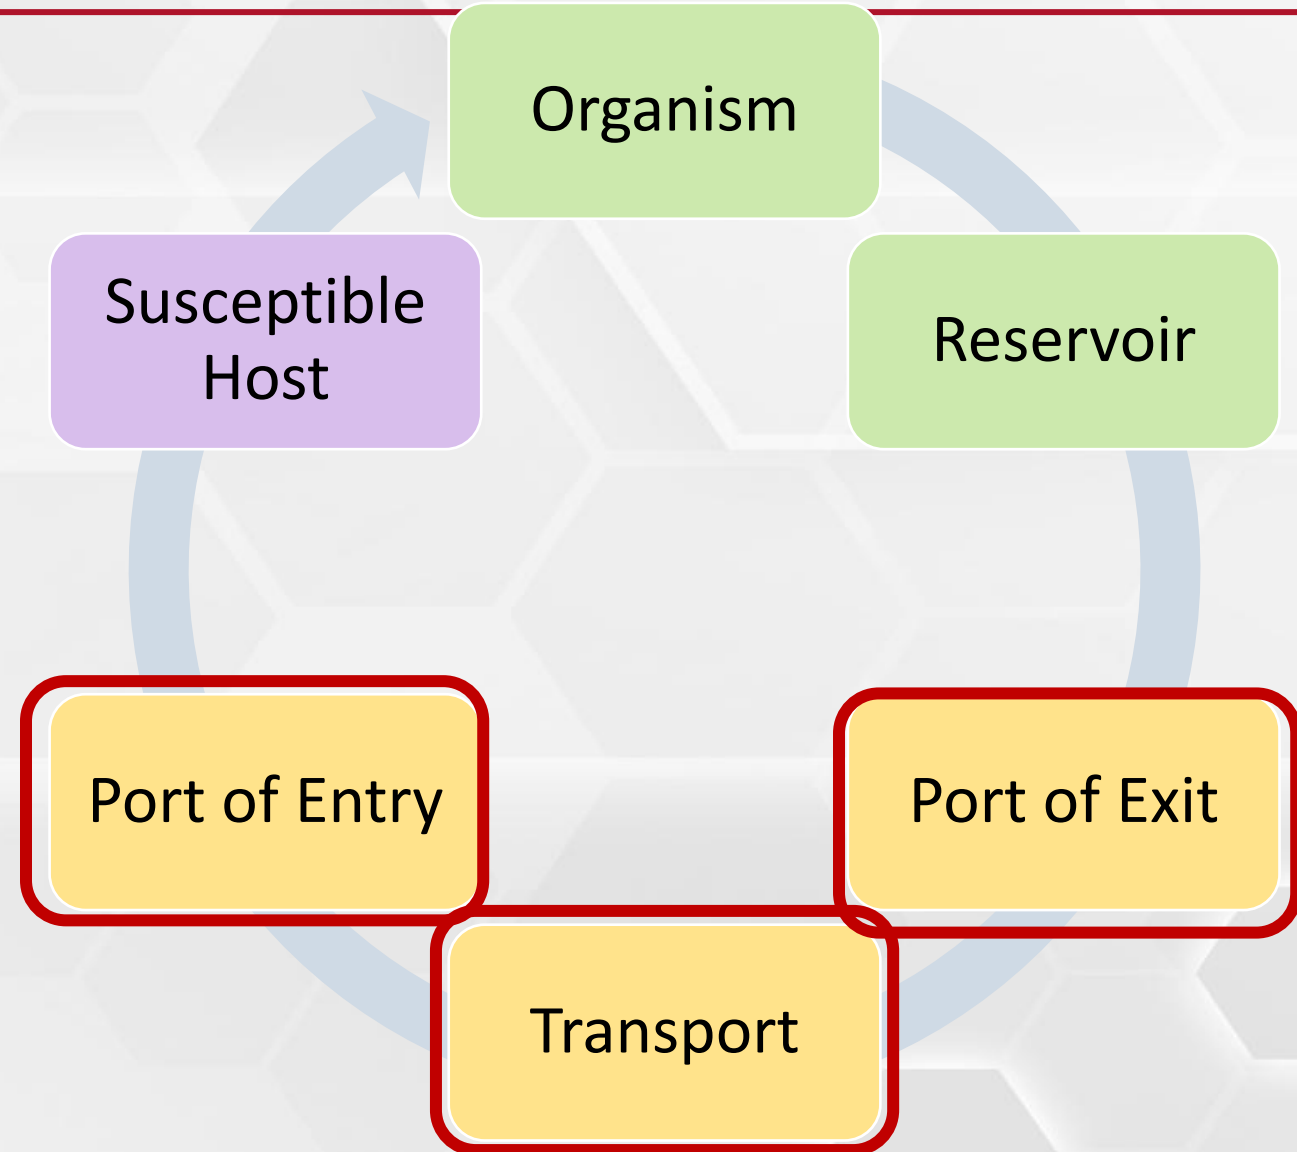 Organism
Susceptible
Host
Reservoir
Port of Entry
Port of Exit
Transport